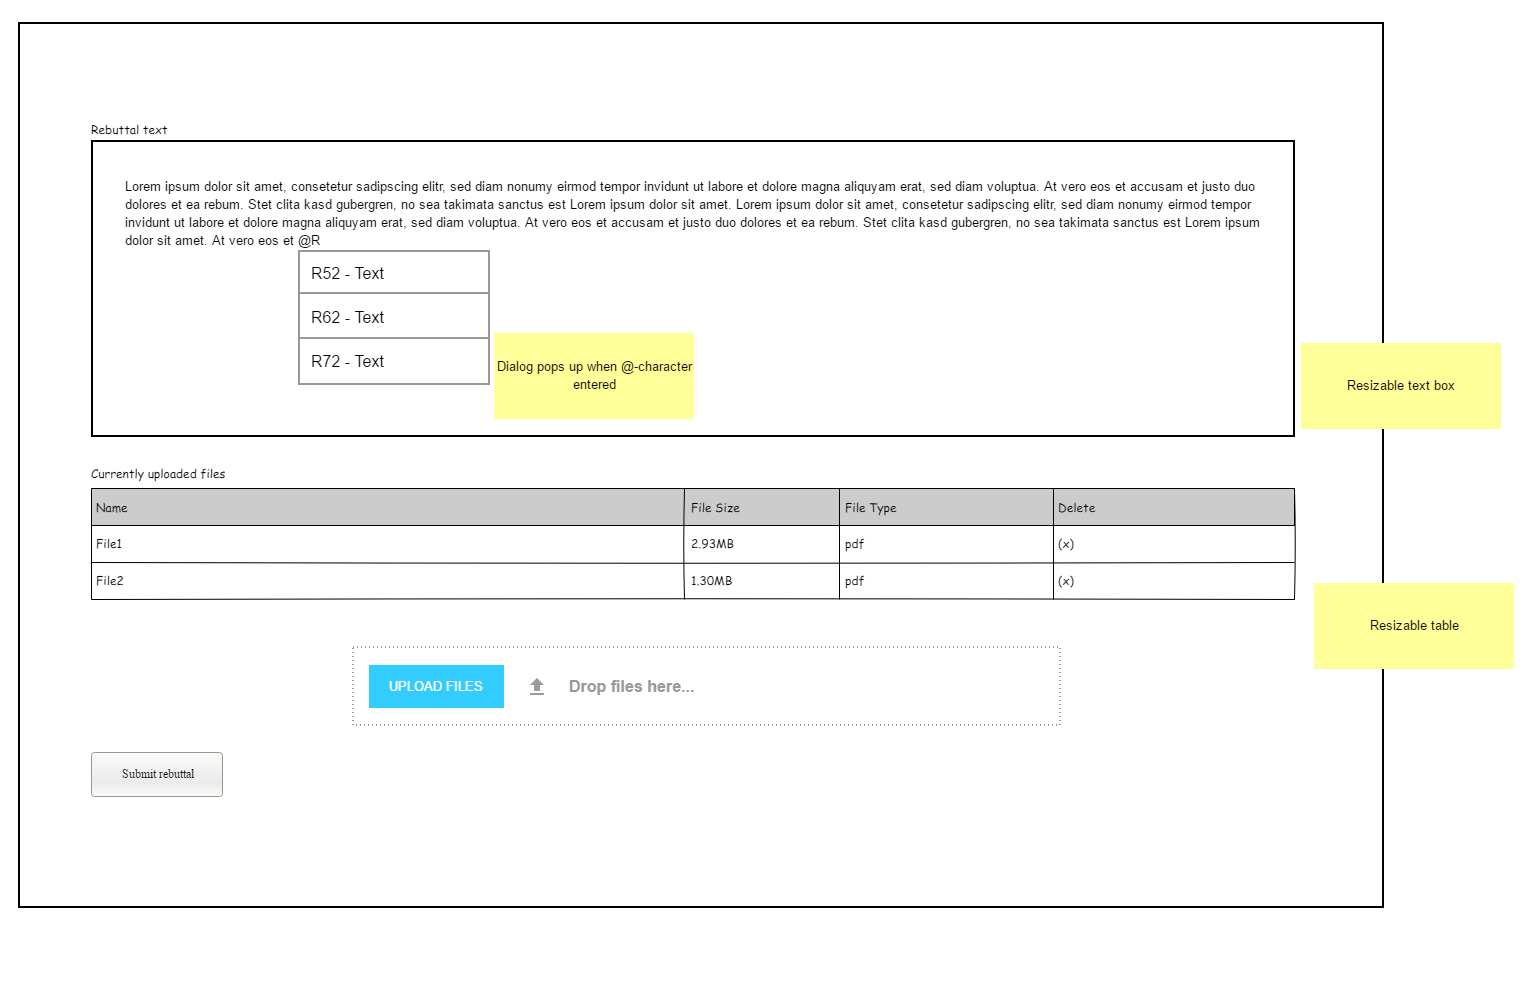 Rebuttal text
Lorem ipsum dolor sit amet, consetetur sadipscing elitr, sed diam nonumy eirmod tempor invidunt ut labore et dolore magna aliquyam erat, sed diam voluptua. At vero eos et accusam et justo duo
dolores et ea rebum. Stet clita kasd gubergren, no sea takimata sanctus est Lorem ipsum dolor sit amet. Lorem ipsum dolor sit amet, consetetur sadipscing elitr, sed diam nonumy eirmod tempor
invidunt ut labore et dolore magna aliquyam erat, sed diam voluptua. At vero eos et accusam et justo duo dolores et ea rebum. Stet clita kasd gubergren, no sea takimata sanctus est Lorem ipsum
dolor sit amet. At vero eos et @R
R52 - Text
R62 - Text
R72 - Text
Dialog pops up when @-character
entered
Resizable text box
Currently uploaded files
Name File Size File Type Delete
File1 2.93MB pdf (x)
File2 1.30MB pdf (x)
Resizable table
UPLOAD FILES Drop files here...
Submit rebuttal